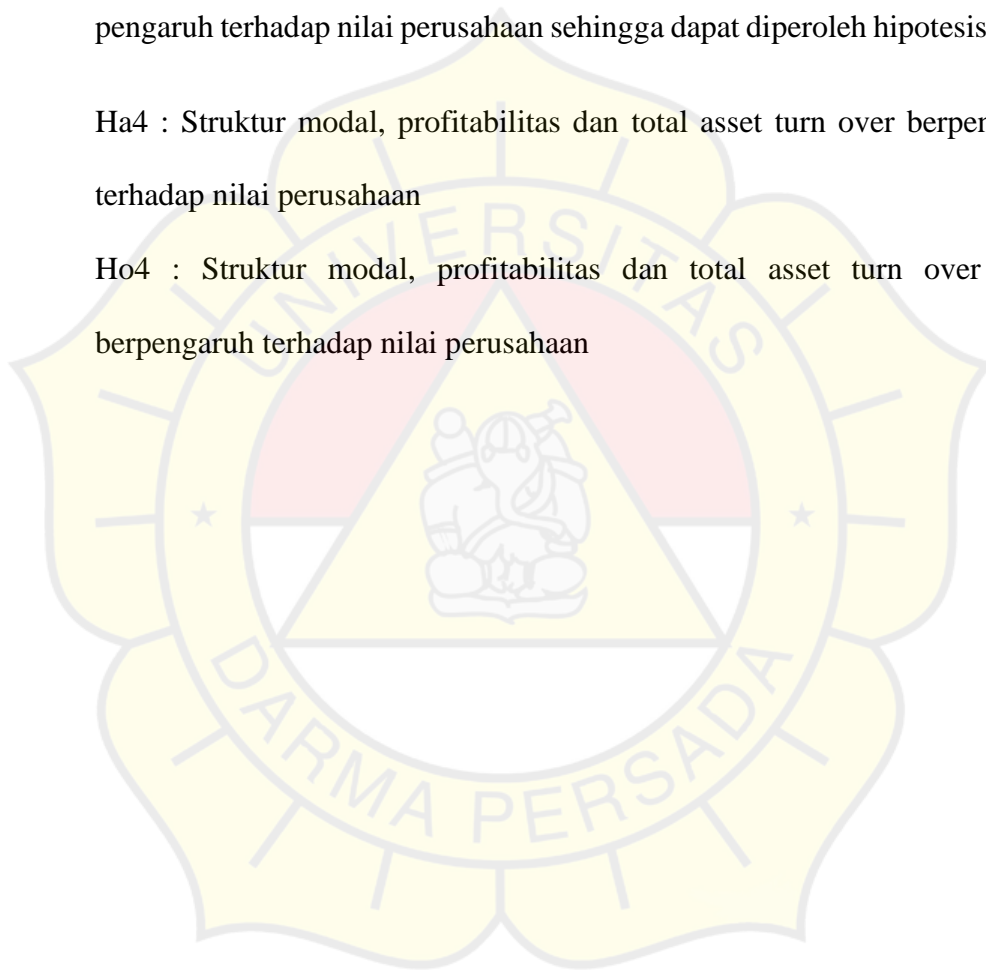 pengaruh terhadap nilai perusahaan sehingga dapat diperoleh hipotesis
Ha4 : Struktur modal, profitabilitas dan total asset turn over berpen
terhadap nilai perusahaan
Ho4 : Struktur modal, profitabilitas dan total asset turn over
berpengaruh terhadap nilai perusahaan
UNIVERSITAS
DARMA PERSADA